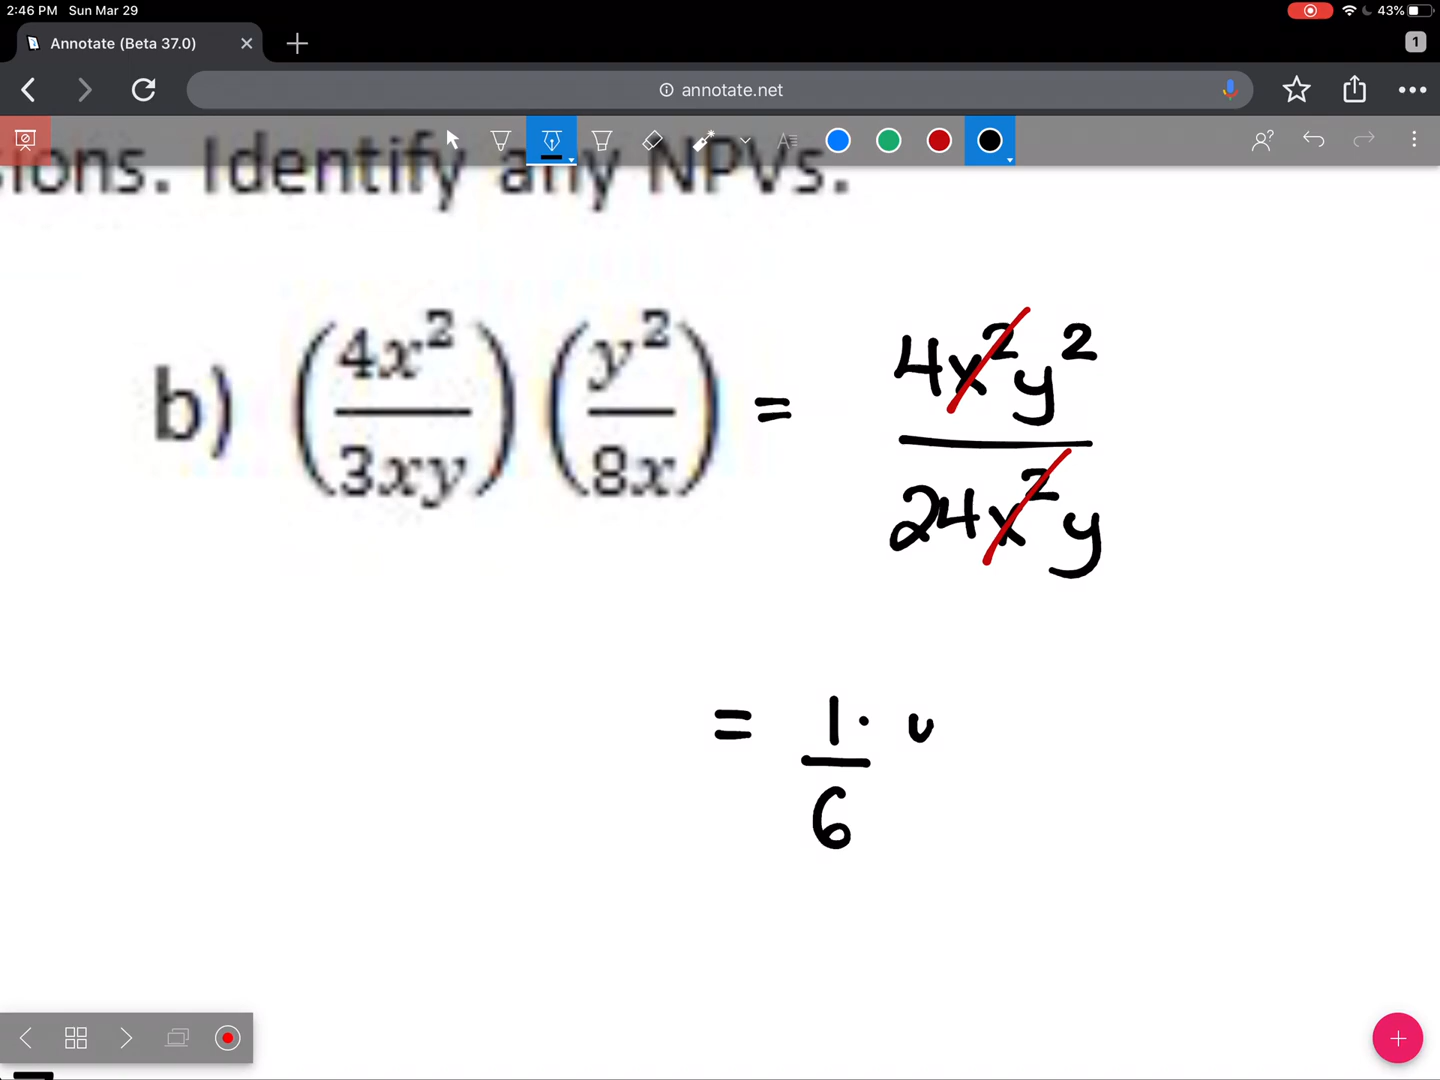 2:46 PM Sun Mar 29
43%
Annotate (Beta 37.0)
1
annotate.net
ions. Identify any NPVs.
b) (4x²/3xy)(y²/8x) = 4x²y²/24x²y
= 1/6 ·